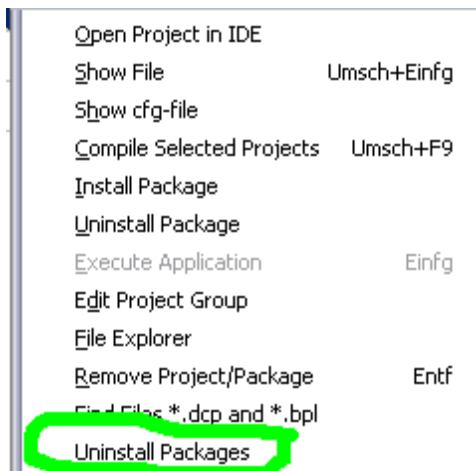 Open Project in IDE
Show File Umsch+Einfg
Show cfg-file
Compile Selected Projects Umsch+F9
Install Package
Uninstall Package
Execute Application Einfg
Edit Project Group
File Explorer
Remove Project/Package Entf
Find Files *.dcp and *.bpl
Uninstall Packages